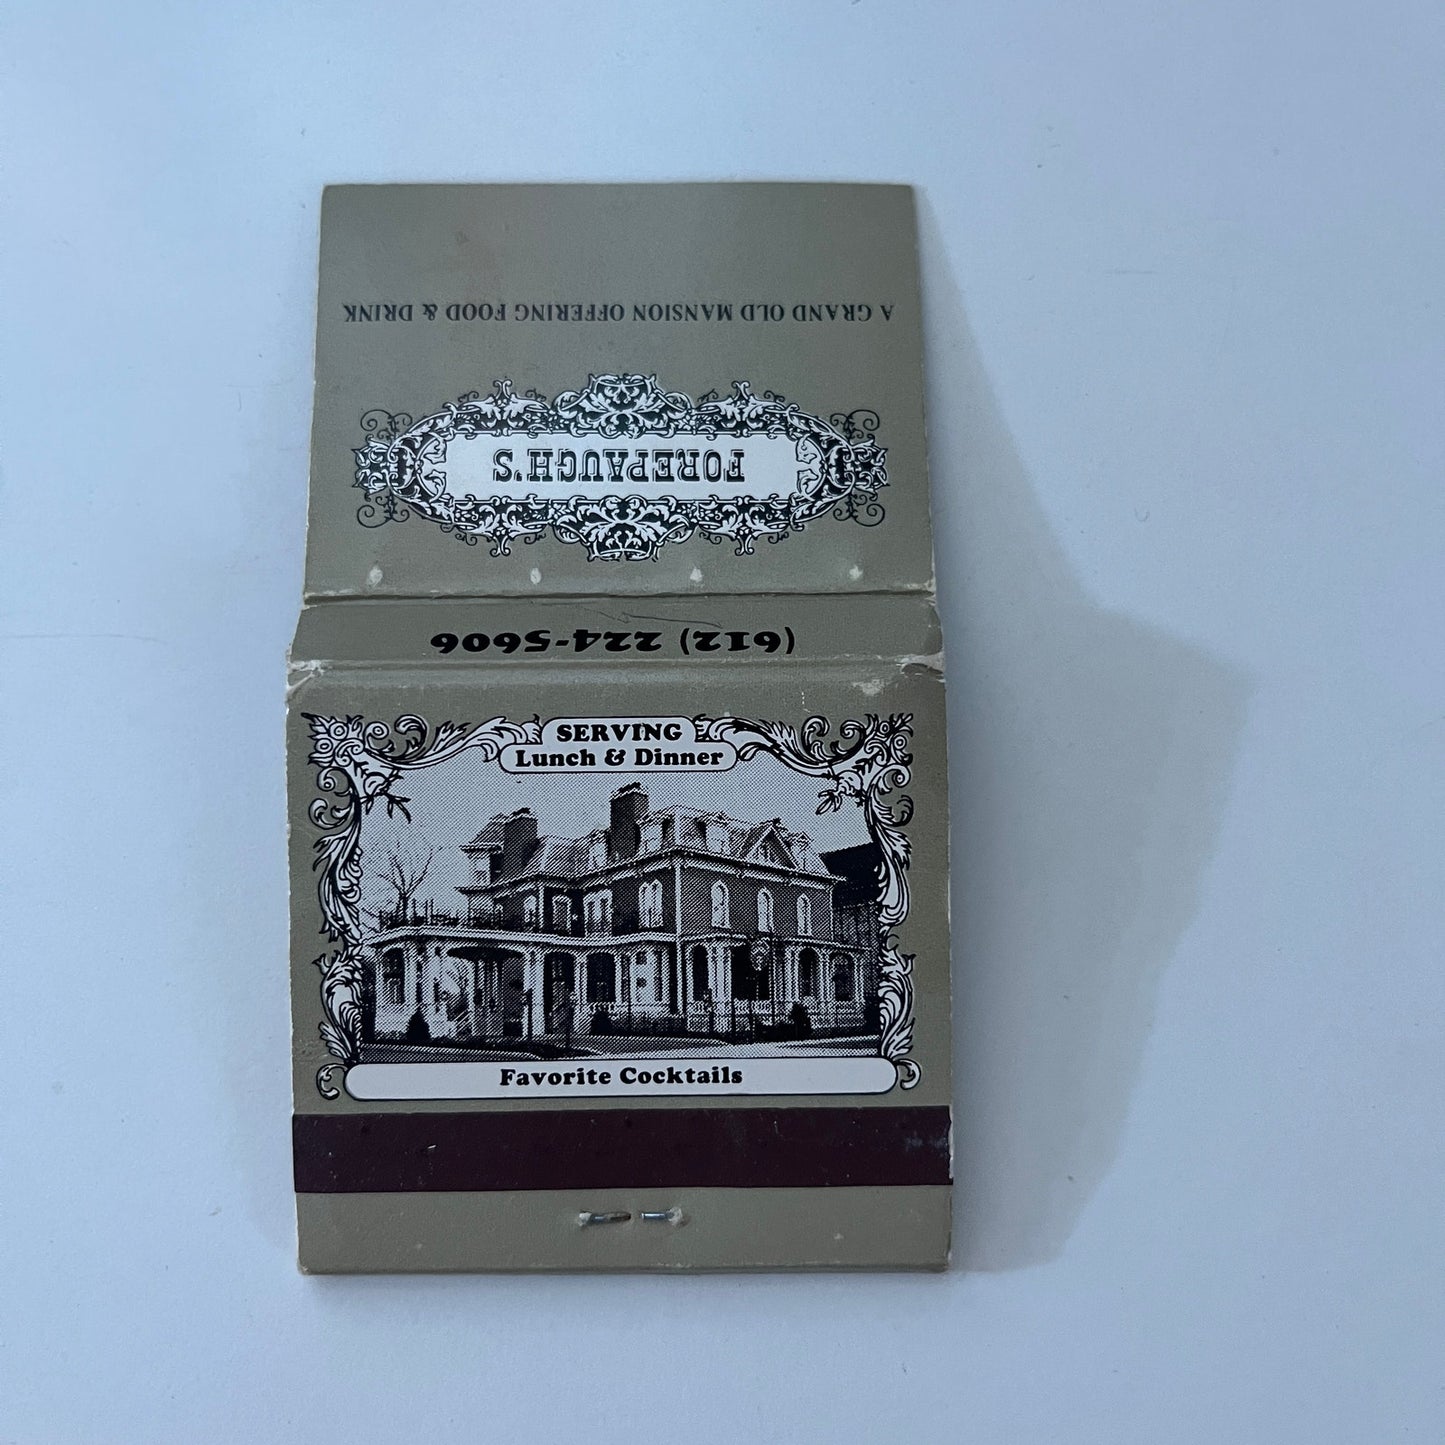 A GRAND OLD MANSION OFFERING FOOD & DRINK
FOREPAUGH'S
(612) 224-5606
SERVING
Lunch & Dinner
Favorite Cocktails